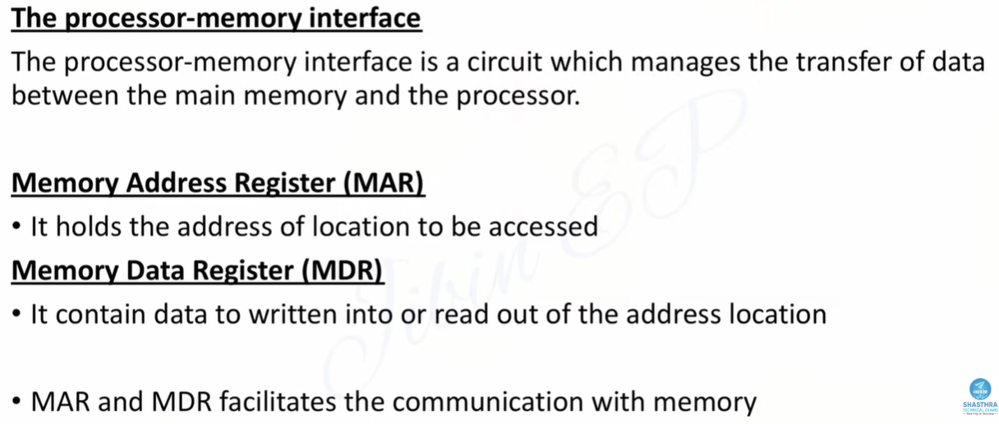 The processor-memory interface
The processor-memory interface is a circuit which manages the transfer of data
between the main memory and the processor.
Memory Address Register (MAR)
• It holds the address of location to be accessed
Memory Data Register (MDR)
• It contain data to written into or read out of the address location
• MAR and MDR facilitates the communication with memory
Jibin EP
SHASTHRA
TECHNICAL EXAMS